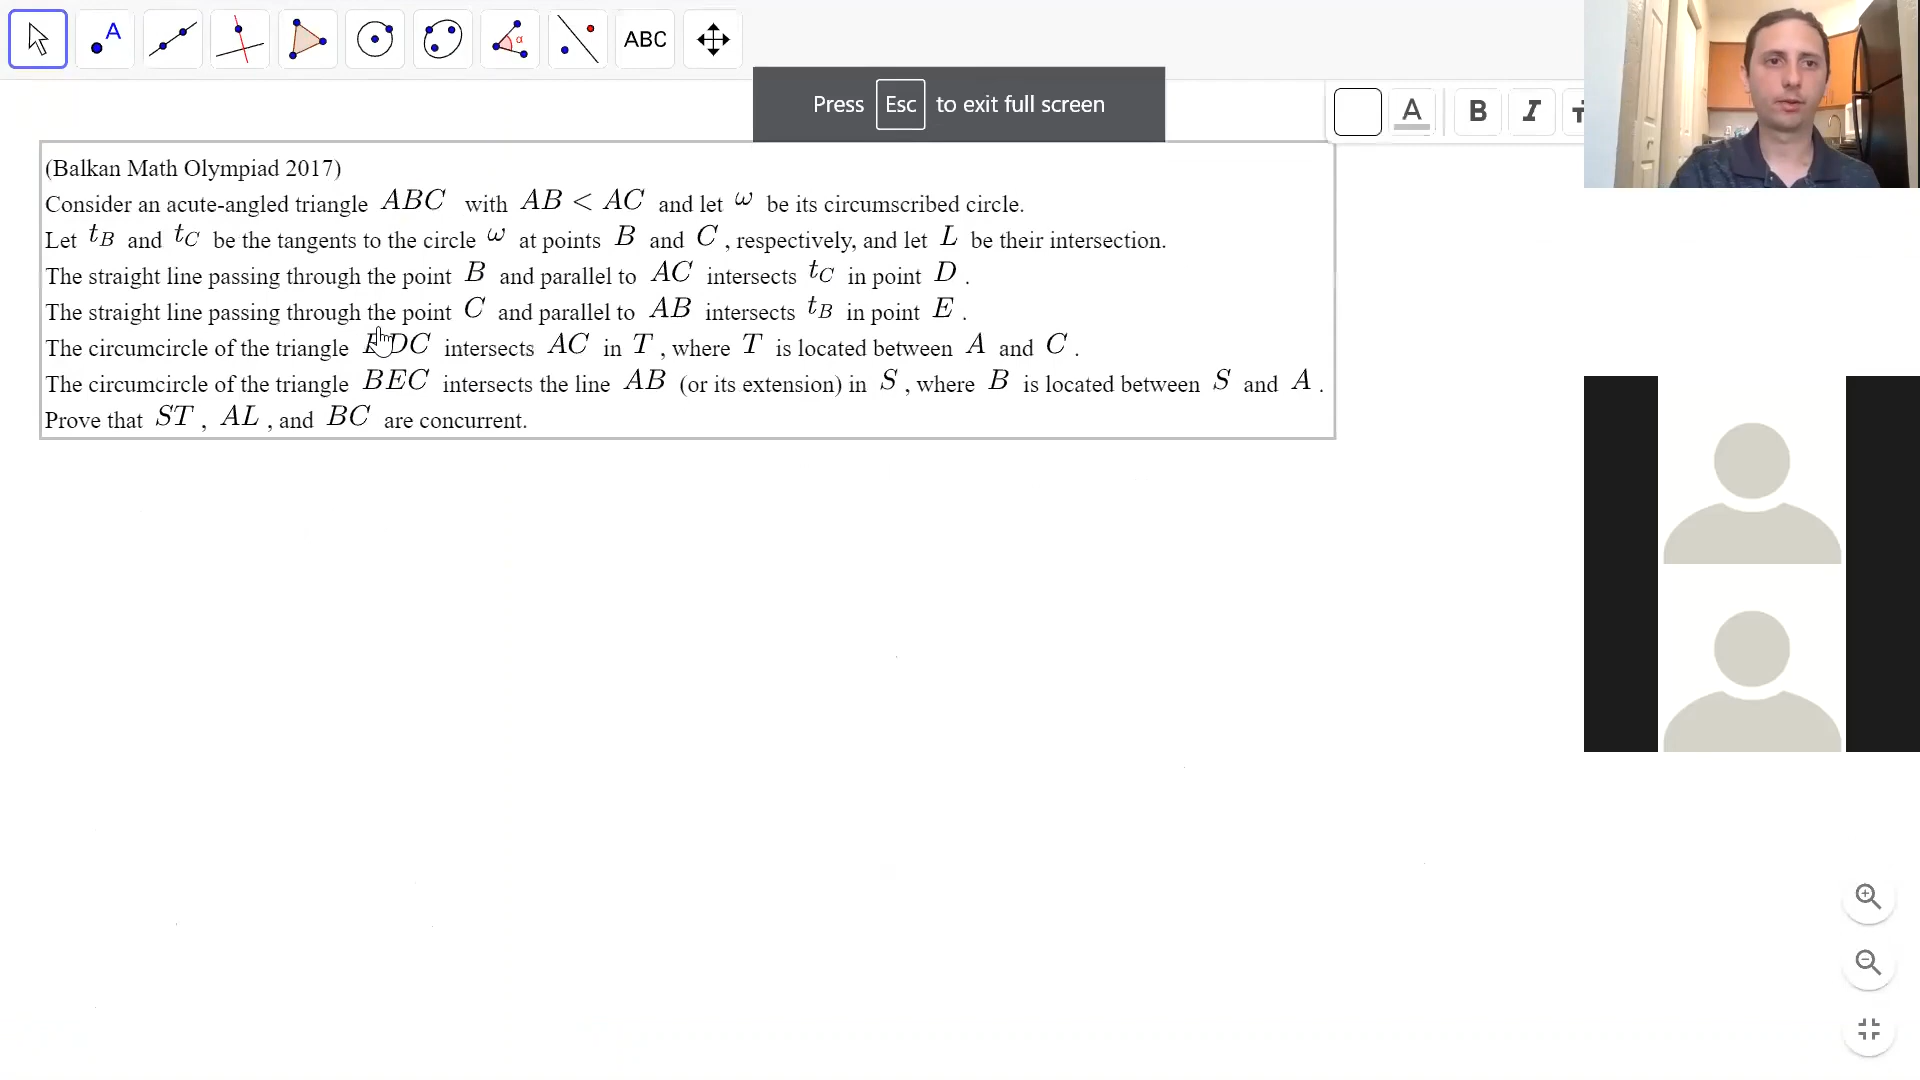 A
α
ABC
Press Esc to exit full screen
A B I
(Balkan Math Olympiad 2017)
Consider an acute-angled triangle ABC with AB < AC and let ω be its circumscribed circle.
Let t_B and t_C be the tangents to the circle ω at points B and C , respectively, and let L be their intersection.
The straight line passing through the point B and parallel to AC intersects t_C in point D .
The straight line passing through the point C and parallel to AB intersects t_B in point E .
The circumcircle of the triangle intersects AC in T , where T is located between A and C .
The circumcircle of the triangle BEC intersects the line AB (or its extension) in S , where B is located between S and A .
Prove that ST , AL , and BC are concurrent.